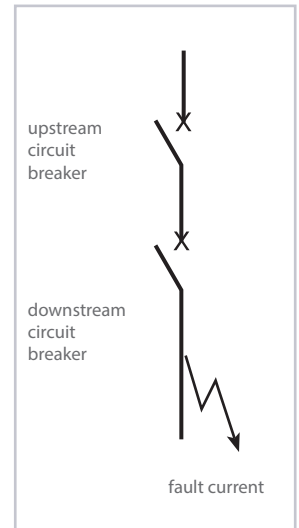 upstream
circuit
breaker
downstream
circuit
breaker
fault current